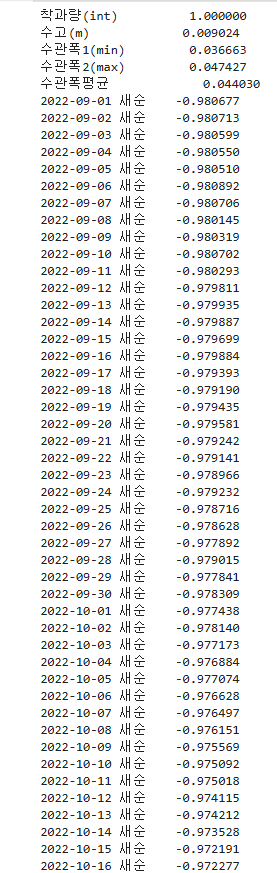 착과량(int) 1.000000
수고(m) 0.009024
수관폭1(min) 0.036663
수관폭2(max) 0.047427
수관폭평균 0.044030
2022-09-01 새순 -0.980677
2022-09-02 새순 -0.980713
2022-09-03 새순 -0.980599
2022-09-04 새순 -0.980550
2022-09-05 새순 -0.980510
2022-09-06 새순 -0.980892
2022-09-07 새순 -0.980706
2022-09-08 새순 -0.980145
2022-09-09 새순 -0.980319
2022-09-10 새순 -0.980702
2022-09-11 새순 -0.980293
2022-09-12 새순 -0.979811
2022-09-13 새순 -0.979935
2022-09-14 새순 -0.979887
2022-09-15 새순 -0.979699
2022-09-16 새순 -0.979884
2022-09-17 새순 -0.979393
2022-09-18 새순 -0.979190
2022-09-19 새순 -0.979435
2022-09-20 새순 -0.979581
2022-09-21 새순 -0.979242
2022-09-22 새순 -0.979141
2022-09-23 새순 -0.978966
2022-09-24 새순 -0.979232
2022-09-25 새순 -0.978716
2022-09-26 새순 -0.978628
2022-09-27 새순 -0.977892
2022-09-28 새순 -0.979015
2022-09-29 새순 -0.977841
2022-09-30 새순 -0.978309
2022-10-01 새순 -0.977438
2022-10-02 새순 -0.978140
2022-10-03 새순 -0.977173
2022-10-04 새순 -0.976884
2022-10-05 새순 -0.977074
2022-10-06 새순 -0.976628
2022-10-07 새순 -0.976497
2022-10-08 새순 -0.976151
2022-10-09 새순 -0.975569
2022-10-10 새순 -0.975092
2022-10-11 새순 -0.975018
2022-10-12 새순 -0.974115
2022-10-13 새순 -0.974212
2022-10-14 새순 -0.973528
2022-10-15 새순 -0.972191
2022-10-16 새순 -0.972277